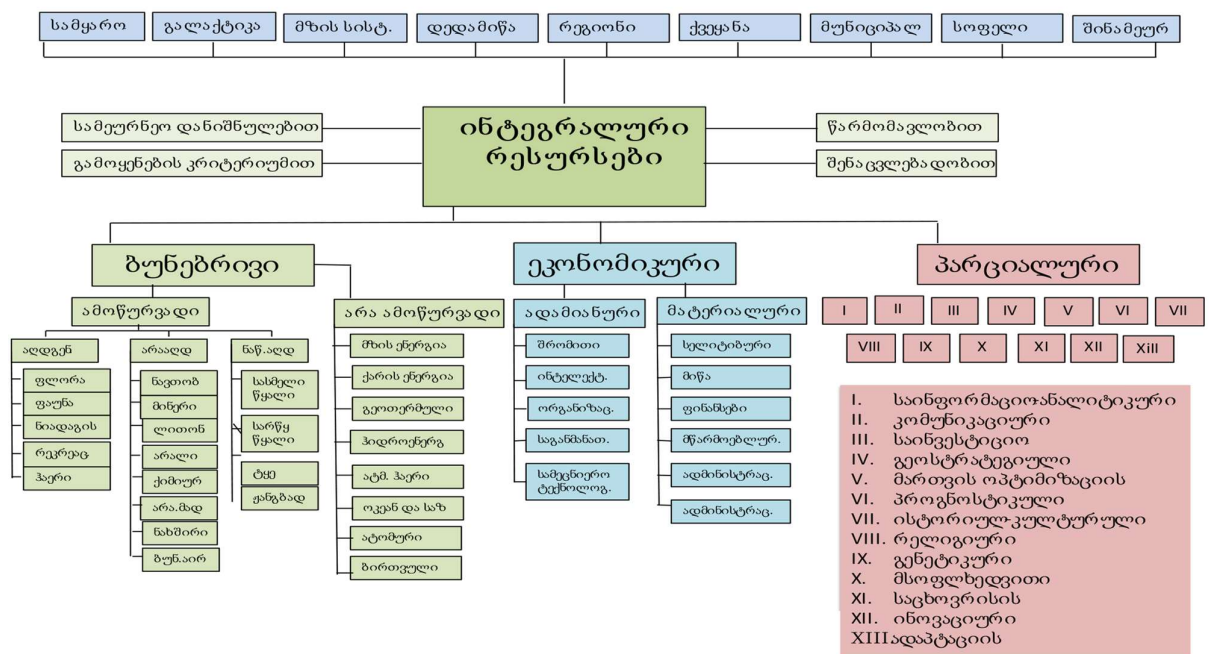 სამყარო
გალაქტიკა
მზის სისტ.
დედამიწა
რეგიონი
ქვეყანა
მუნიციპალ
სოფელი
შინამეურ
სამეურნეო დანიშნულებით
გამოყენების კრიტერიუმით
ინტეგრალური
რესურსები
წარმომავლობით
შენაცვლებადობით
ბუნებრივი
ეკონომიკური
პარციალური
ამოწურვადი
არა ამოწურვადი
ადამიანური
მატერიალური
აღდგენ
ფლორა
ფაუნა
ნიადაგის
რეკრეაც.
ჰაერი
არააღდ
ნავთობ
მინერი
ლითონ
არალი
ქიმიურ
არა.მად
ნახშირი
ბუნ.აირ
ნაწ.აღდ
სასმელი
წყალი
სარწყ
წყალი
ტყე
ჟანგბად
მზის ენერგია
ქარის ენერგია
გეოთერმული
ჰიდროენერგ
ატმ. ჰაერი
ოკეან და საზ
ატომური
ბირთვული
შრომითი
ინტელექტ.
ორგანიზაც.
საგანმანათ.
სამეცნიერო
ტექნოლოგ.
სელიტიბური
მიწა
ფინანსები
მწარმოებლურ.
ადმინისტრაც.
ადმინისტრაც.
I
II
III
IV
V
VI
VII
VIII
IX
X
XI
XII
Xill
I. საინფორმაციო-ანალიტიკური
II. კომუნიკაციური
III. საინვესტიციო
IV. გეოსტრატეგიული
V. მართვის ოპტიმიზაციის
VI. პროგნოსტიკული
VII. ისტორიულ-კულტურული
VIII. რელიგიური
IX. გენეტიკური
X. მსოფლხედვითი
XI. საცხოვრისის
XII. ინოვაციური
XIII ადაპტაციის